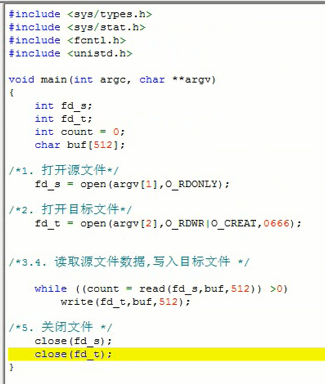 #include <sys/types.h>
#include <sys/stat.h>
#include <fcntl.h>
#include <unistd.h>
void main(int argc, char **argv)
{
int fd_s;
int fd_t;
int count = 0;
char buf[512];
/*1. 打开源文件*/
fd_s = open(argv[1],O_RDONLY);
/*2. 打开目标文件*/
fd_t = open(argv[2],O_RDWR|O_CREAT,0666);
/*3.4. 读取源文件数据,写入目标文件 */
while ((count = read(fd_s,buf,512)) >0)
write(fd_t,buf,512);
/*5. 关闭文件 */
close(fd_s);
close(fd_t);
}